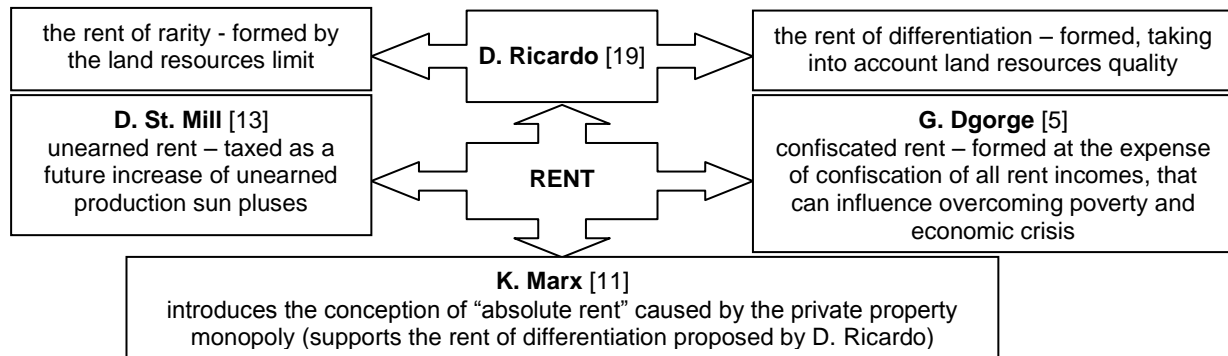 the rent of rarity - formed by
the land resources limit
D. Ricardo [19]
the rent of differentiation – formed, taking
into account land resources quality
D. St. Mill [13]
unearned rent – taxed as a
future increase of unearned
production sun pluses
RENT
G. Dgorge [5]
confiscated rent – formed at the expense
of confiscation of all rent incomes, that
can influence overcoming poverty and
economic crisis
K. Marx [11]
introduces the conception of “absolute rent” caused by the private property
monopoly (supports the rent of differentiation proposed by D. Ricardo)